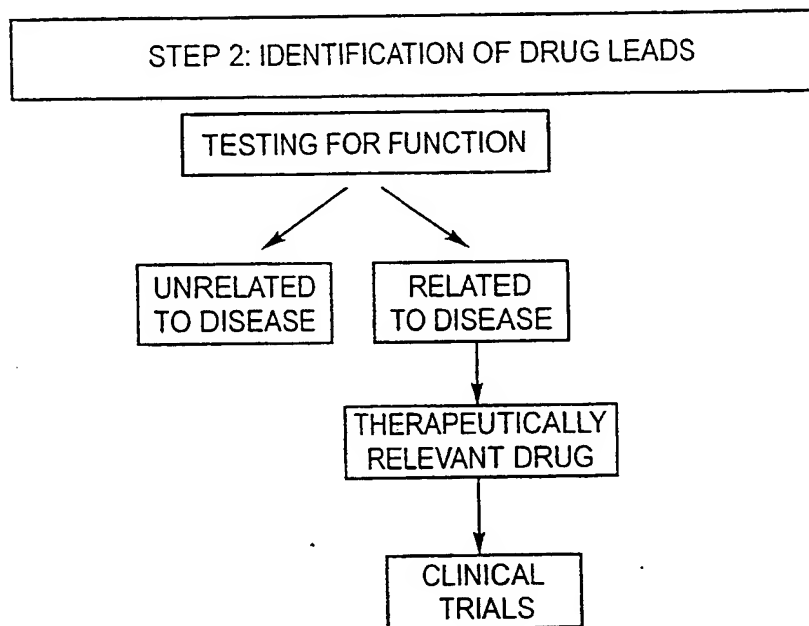 STEP 2: IDENTIFICATION OF DRUG LEADS
TESTING FOR FUNCTION
UNRELATED
TO DISEASE
RELATED
TO DISEASE
THERAPEUTICALLY
RELEVANT DRUG
CLINICAL
TRIALS